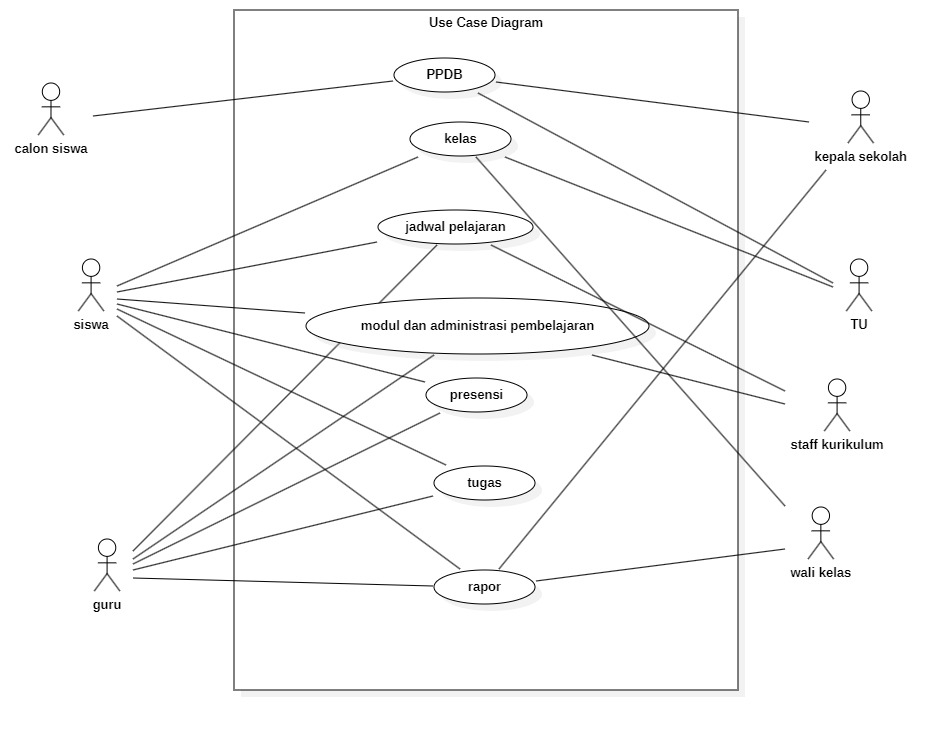 Use Case Diagram
PPDB
calon siswa
kepala sekolah
kelas
jadwal pelajaran
siswa
TU
modul dan administrasi pembelajaran
presensi
staff kurikulum
tugas
wali kelas
rapor
guru